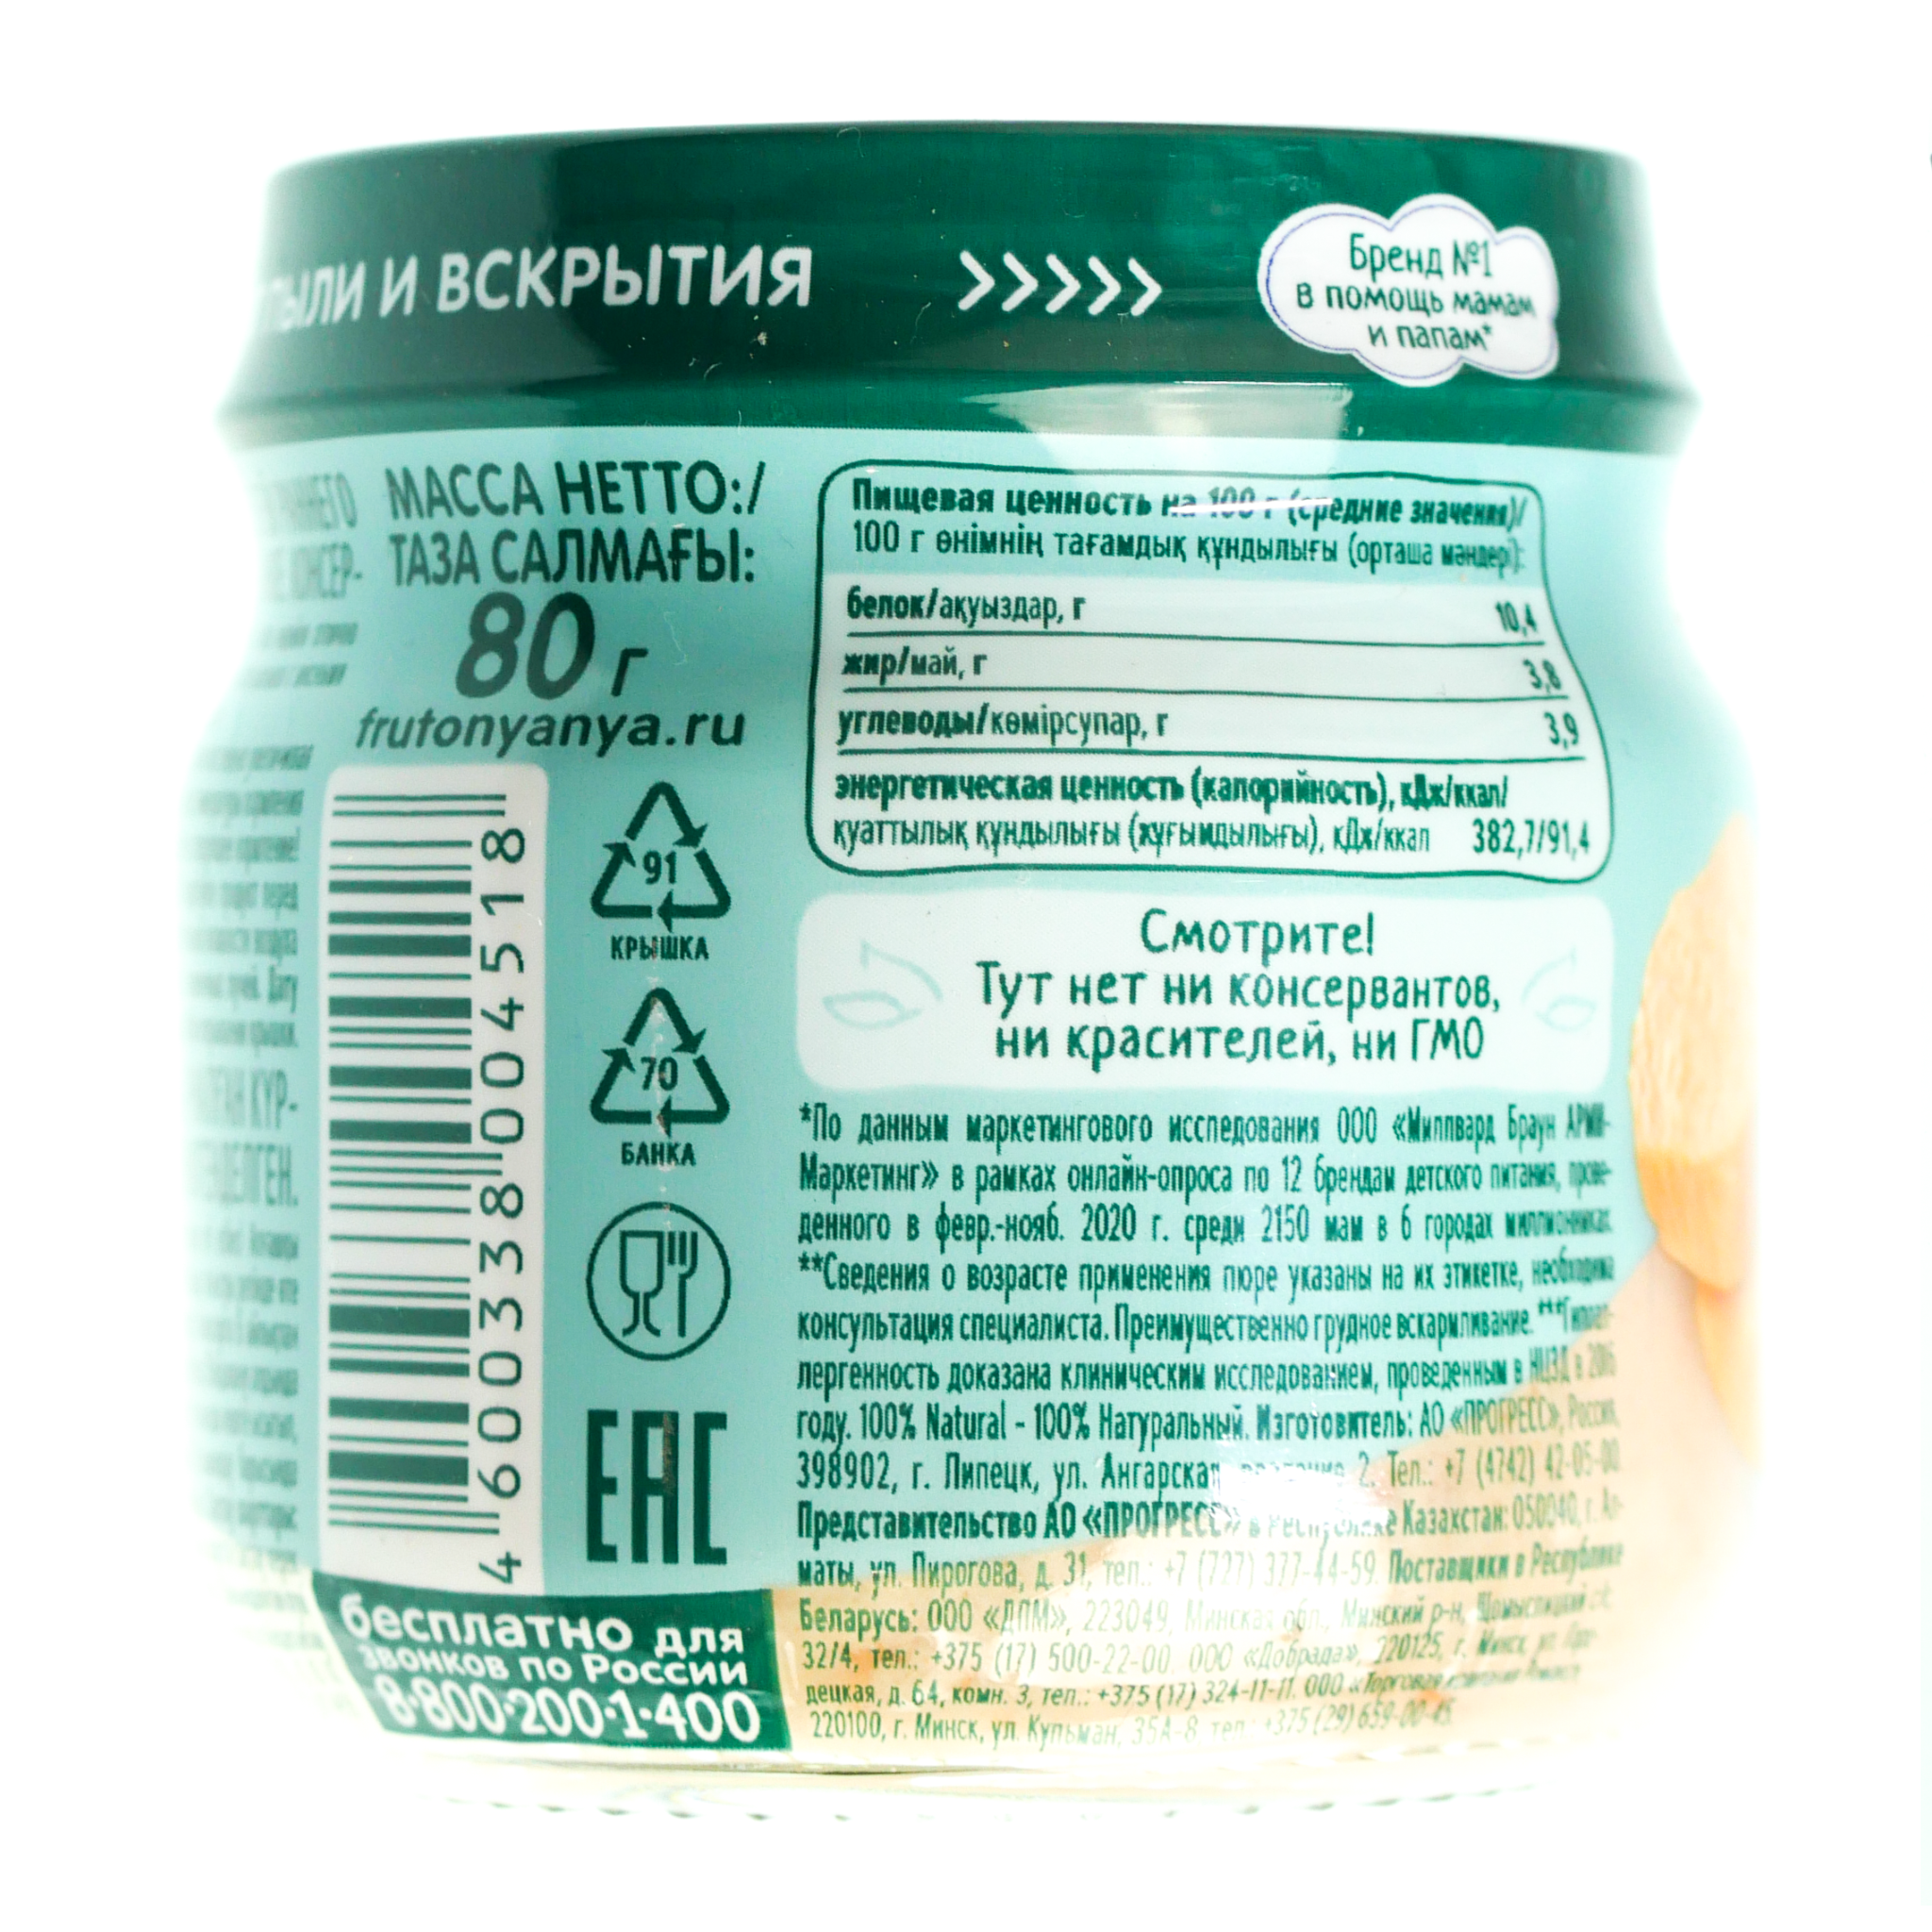 ПЫЛИ И ВСКРЫТИЯ
>>>>>
Бренд №1
в помощь мамам
и папам*
МАССА НЕТТО:/
ТАЗА САЛМАҒЫ:
80 г
frutonyanya.ru
4600338004518
91
КРЫШКА
70
БАНКА
EAC
бесплатно для
звонков по России
8-800-200-1-400
Пищевая ценность на 100 г (средние значения)/
100 г өнімнің тағамдық құндылығы (орташа мәндері):
белок/ақуыздар, г 10,4
жир/май, г 3,8
углеводы/көмірсулар, г 3,9
энергетическая ценность (калорийность), кДж/ккал/
қуаттылық құндылығы (жұғымдылығы), кДж/ккал 382,7/91,4
Смотрите!
Тут нет ни консервантов,
ни красителей, ни ГМО
*По данным маркетингового исследования ООО «Миллвард Браун АРМИ-
Маркетинг» в рамках онлайн-опроса по 12 брендам детского питания, прове-
денного в февр.-нояб. 2020 г. среди 2150 мам в 6 городах миллионниках.
**Сведения о возрасте применения пюре указаны на их этикетке, необходима
консультация специалиста. Преимущественно грудное вскармливание. ***Гипоал-
лергенность доказана клиническим исследованием, проведенным в НЦЗД в
году. 100% Natural - 100% Натуральный. Изготовитель: АО «ПРОГРЕСС», Россия,
398902, г. Липецк, ул. Ангарская, 2. Тел.: +7 (4742) 42-05-00
Представительство АО «ПРОГРЕСС» в Республике Казахстан: 050040, г. Ал-
маты, ул. Пирогова, д. 31, тел.: +7 (727) 377-44-59. Поставщики в Республике
Беларусь: ООО «ДПМ», 223049, Минская обл., Минский р-н,
32/4, тел.: +375 (17) 500-22-00. ООО «Добрада», 220125, г. Минск,
децкая, д. 64, комн. 3, тел.: +375 (17) 324-11-11. ООО «Торговая компания
220100, г. Минск, ул. Кульман, 35А-8, тел.: +375 (29) 659-00-45